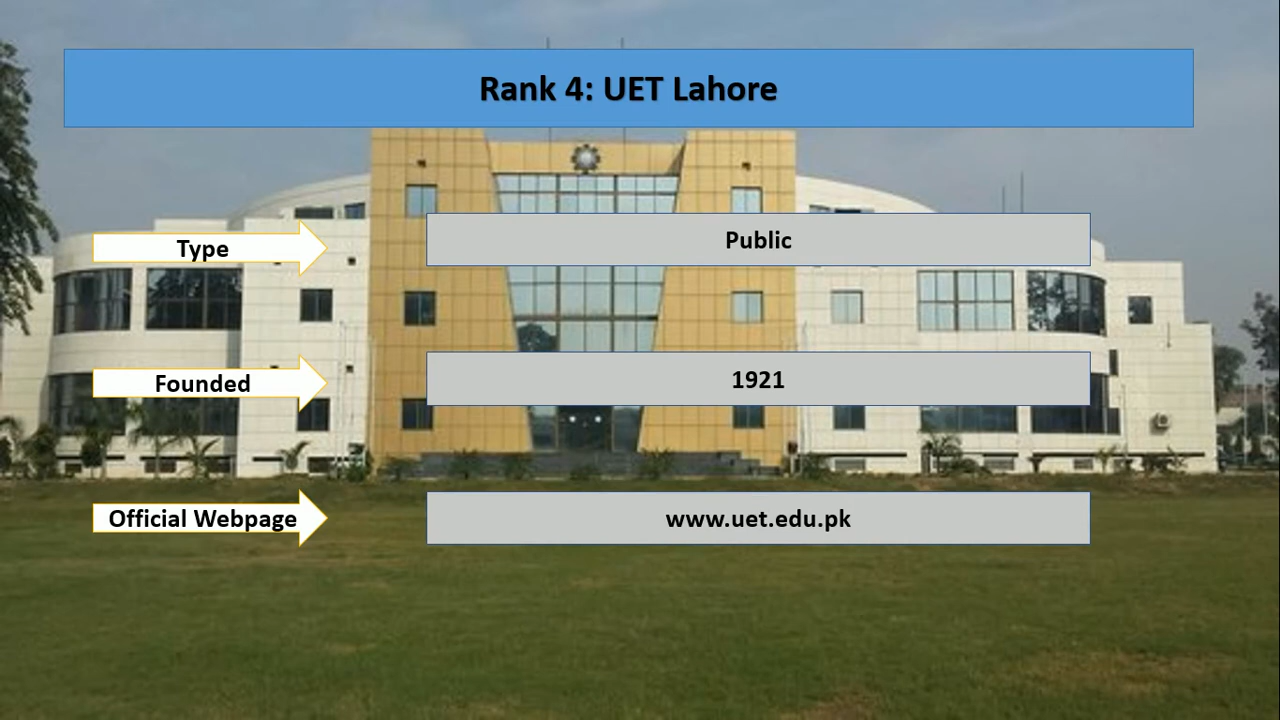 Rank 4: UET Lahore
Type
Public
Founded
1921
Official Webpage
www.uet.edu.pk